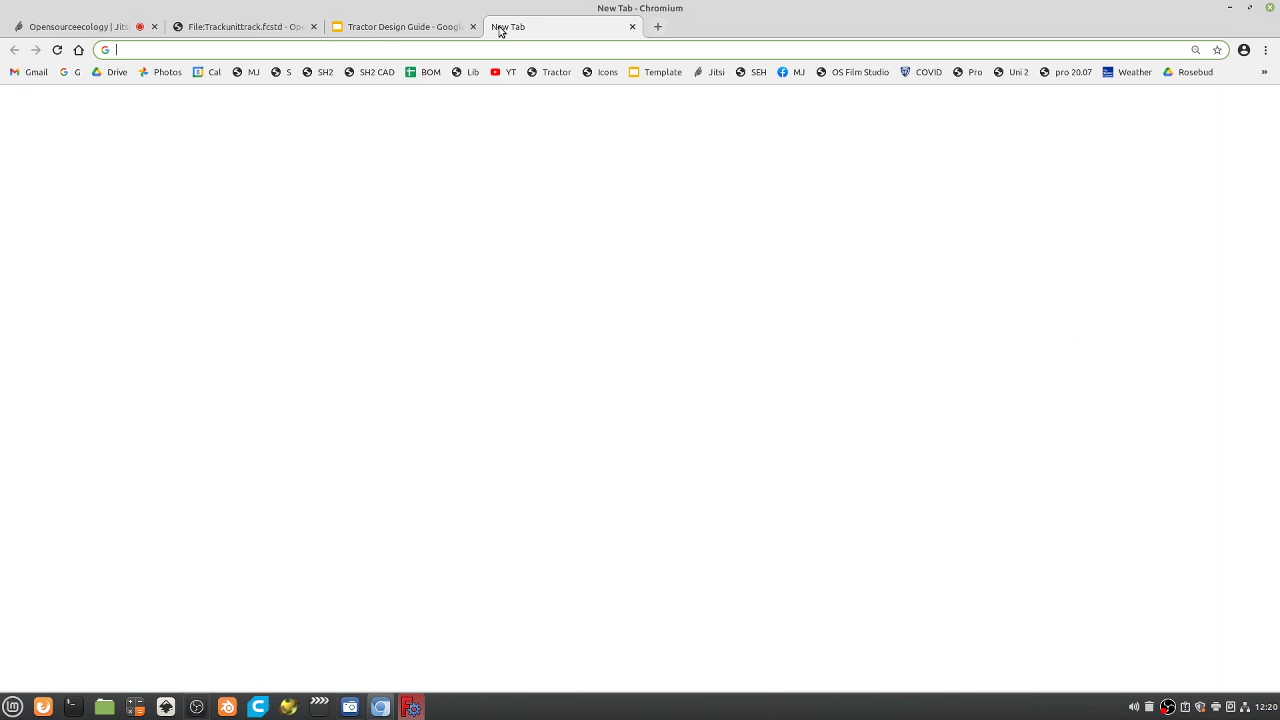 New Tab - Chromium
Opensourceecology | Jitsi
File:Trackunittrack.fcstd - Ope
Tractor Design Guide - Google
New Tab
Gmail G Drive Photos Cal MJ S SH2 SH2 CAD BOM Lib YT Tractor Icons Template Jitsi SEH MJ OS Film Studio COVID Pro Uni 2 pro 20.07 Weather Rosebud »
12:20